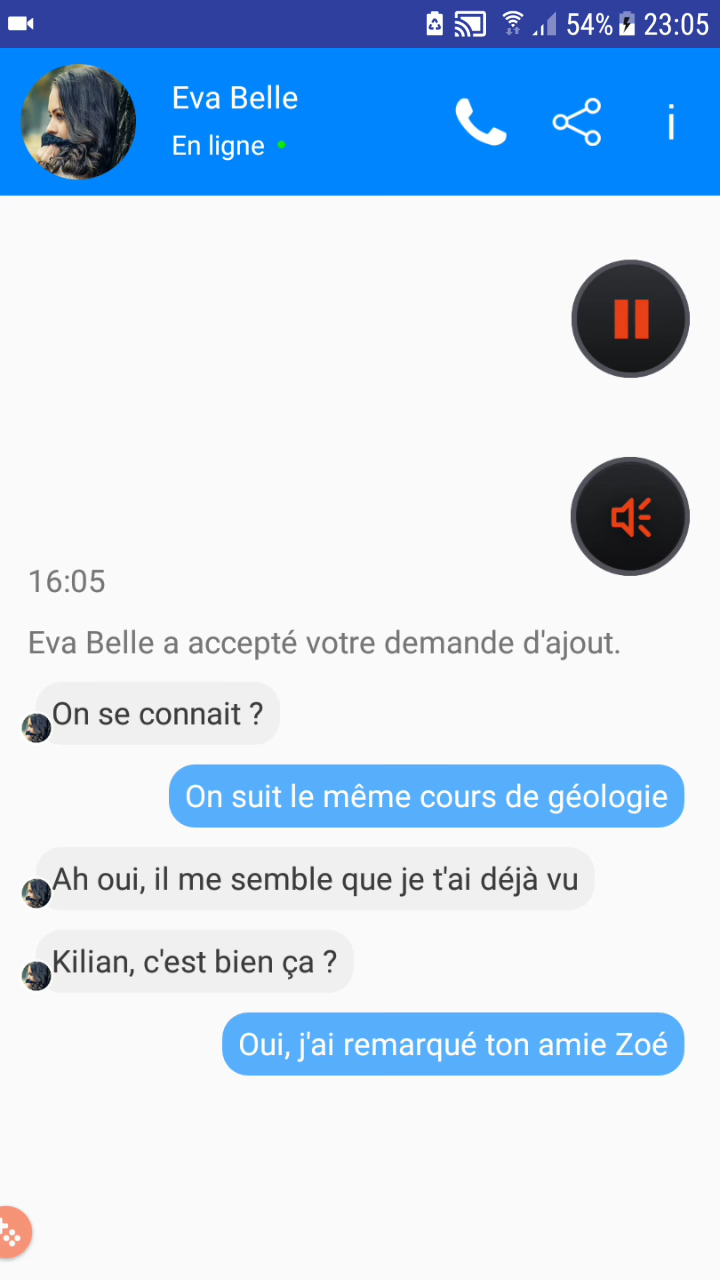 54% 23:05
Eva Belle
En ligne
16:05
Eva Belle a accepté votre demande d'ajout.
On se connait ?
On suit le même cours de géologie
Ah oui, il me semble que je t'ai déjà vu
Kilian, c'est bien ça ?
Oui, j'ai remarqué ton amie Zoé